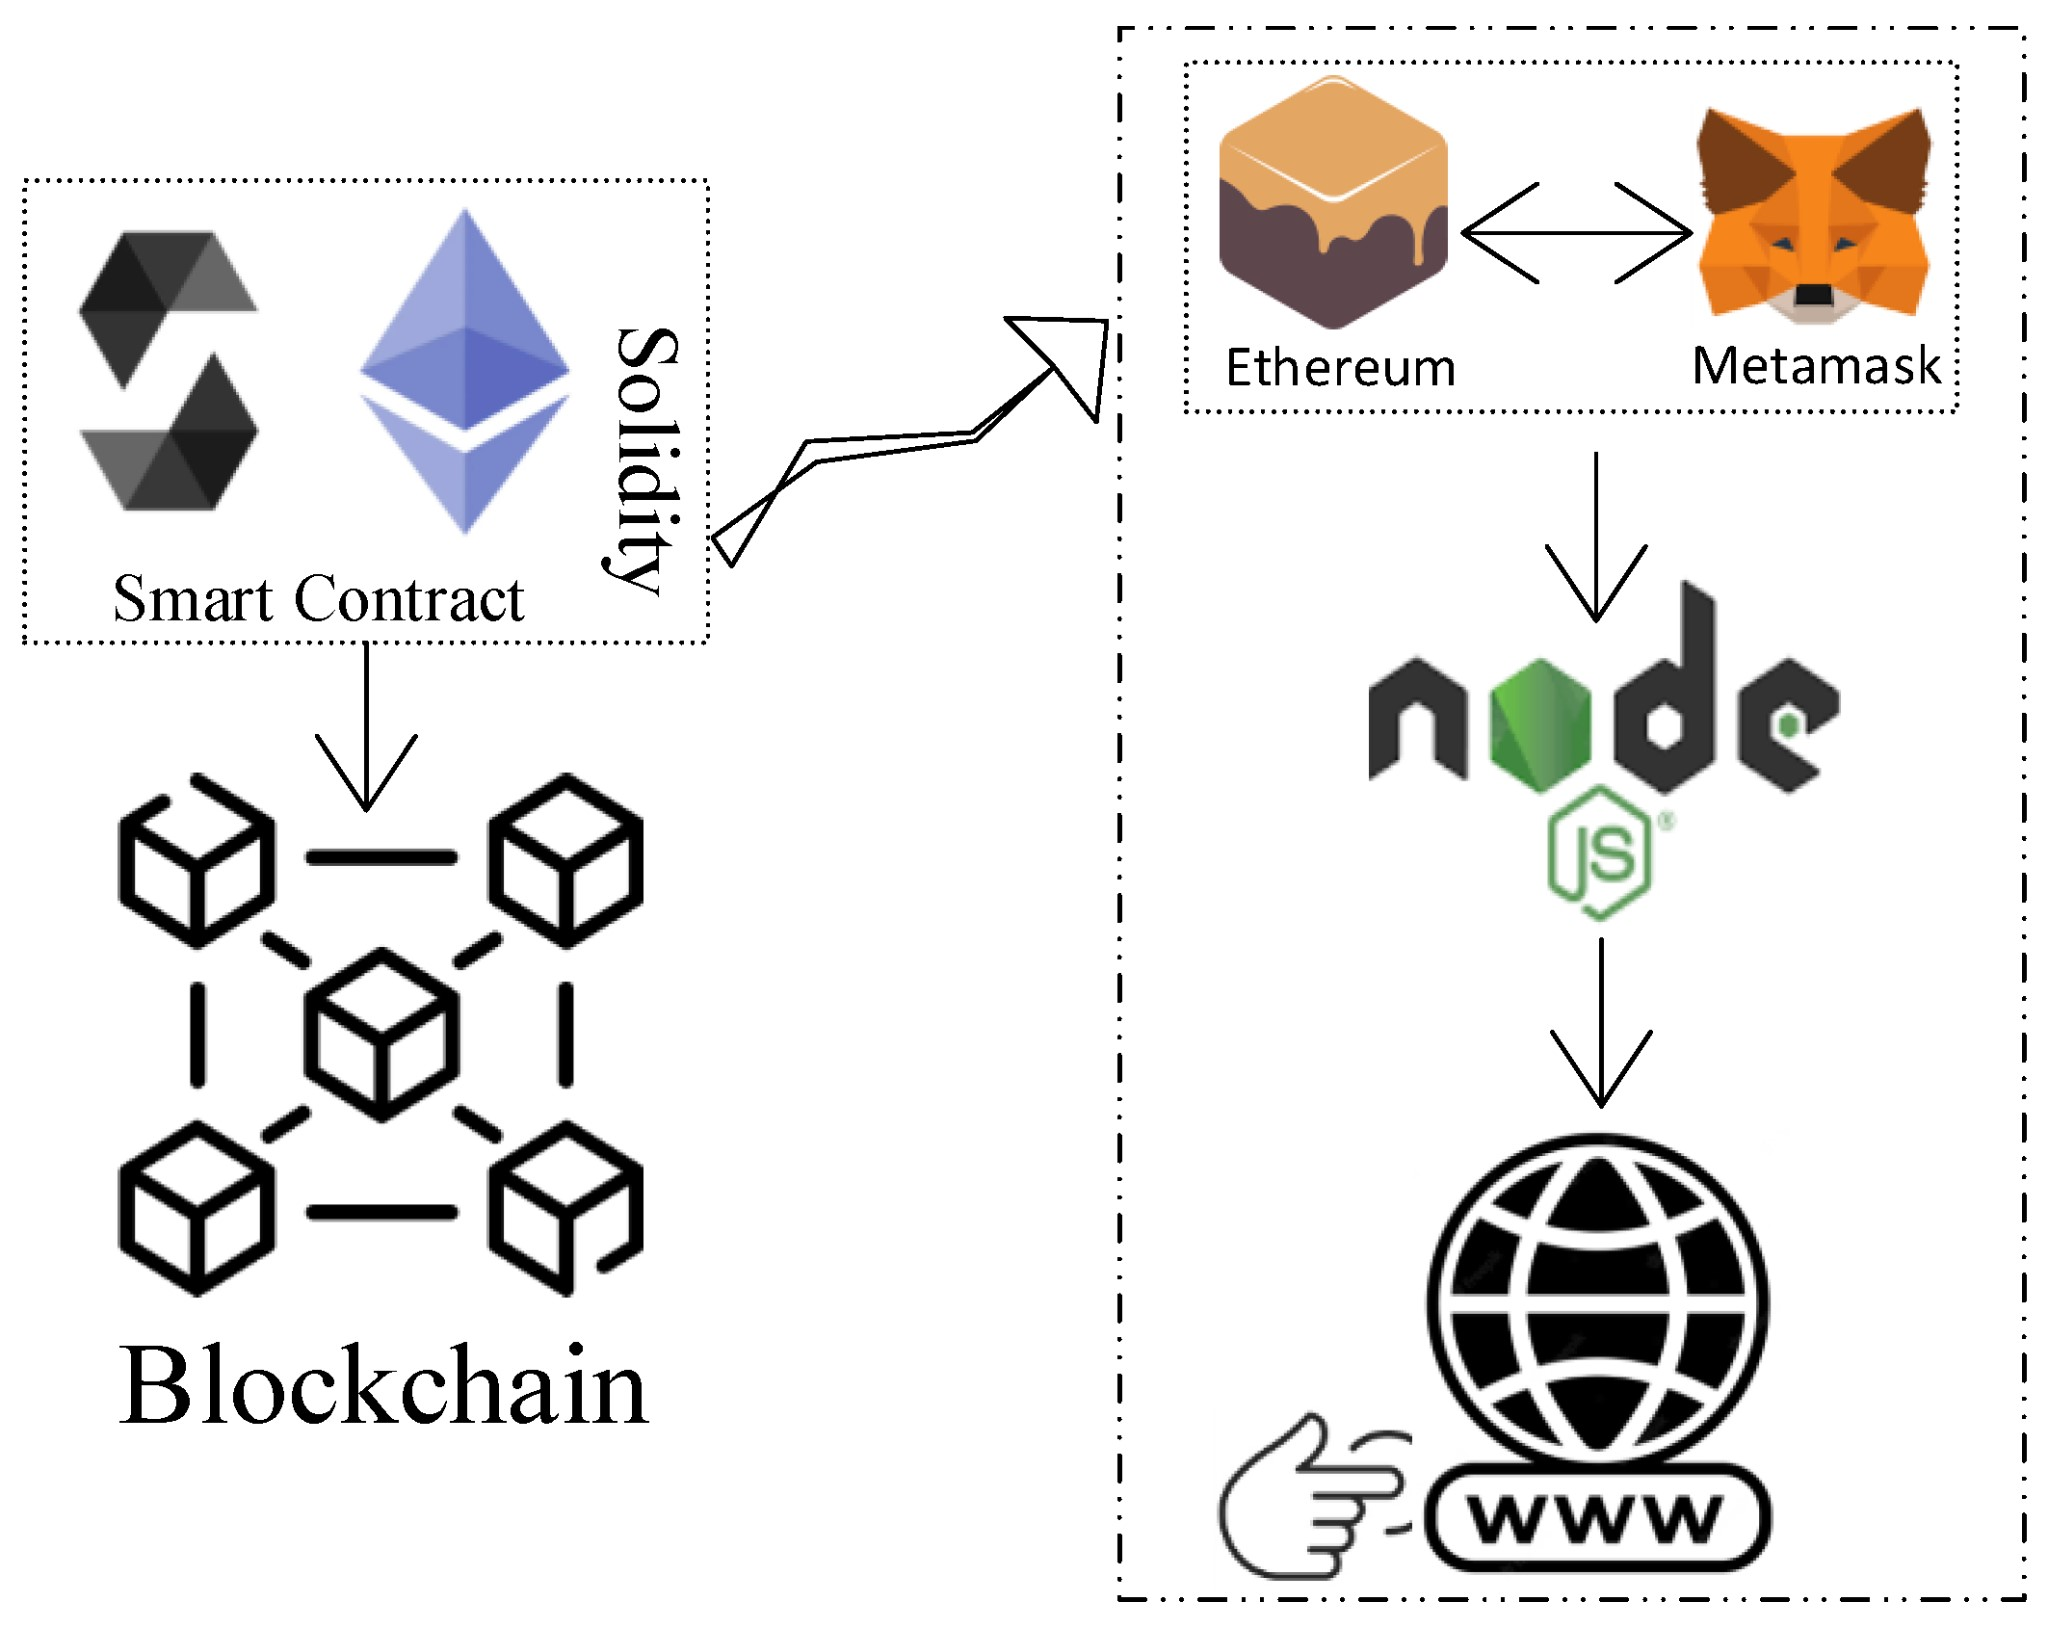 Smart Contract
Solidity
Blockchain
Ethereum
Metamask
node
JS®
WWW